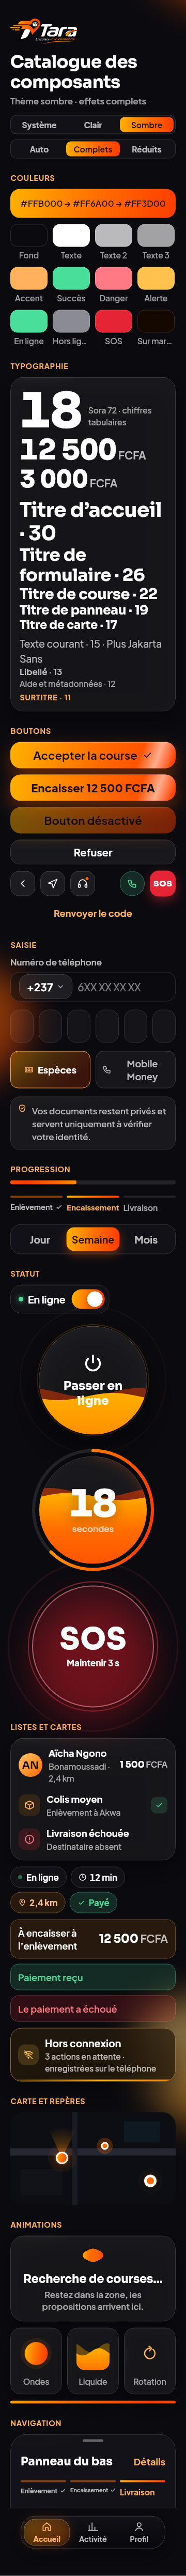 Tara
Catalogue des
composants
Thème sombre · effets complets
Système Clair Sombre
Auto Complets Réduits
COULEURS
#FFB000 → #FF6A00 → #FF3D00
Fond Texte Texte 2 Texte 3
Accent Succès Danger Alerte
En ligne Hors lig... SOS Sur mar...
TYPOGRAPHIE
18 Sora 72 · chiffres
tabulaires
12 500 FCFA
3 000 FCFA
Titre d’accueil
· 30
Titre de
formulaire · 26
Titre de course · 22
Titre de panneau · 19
Titre de carte · 17
Texte courant · 15 · Plus Jakarta
Sans
Libellé · 13
Aide et métadonnées · 12
SURTITRE · 11
BOUTONS
Accepter la course
Encaisser 12 500 FCFA
Bouton désactivé
Refuser
SOS
Renvoyer le code
SAISIE
Numéro de téléphone
+237 6XX XX XX XX
Espèces
Mobile
Money
Vos documents restent privés et
servent uniquement à vérifier
votre identité.
PROGRESSION
Enlèvement Encaissement Livraison
Jour Semaine Mois
STATUT
En ligne
Passer en
ligne
18
secondes
SOS
Maintenir 3 s
LISTES ET CARTES
AN
Aïcha Ngono
Bonamoussadi ·
2,4 km
1 500 FCFA
Colis moyen
Enlèvement à Akwa
Livraison échouée
Destinataire absent
En ligne 12 min
2,4 km Payé
À encaisser à
l’enlèvement
12 500 FCFA
Paiement reçu
Le paiement a échoué
Hors connexion
3 actions en attente ·
enregistrées sur le téléphone
CARTE ET REPÈRES
ANIMATIONS
Recherche de courses...
Restez dans la zone, les
propositions arrivent ici.
Ondes Liquide Rotation
NAVIGATION
Panneau du bas Détails
Enlèvement Encaissement Livraison
Accueil Activité Profil